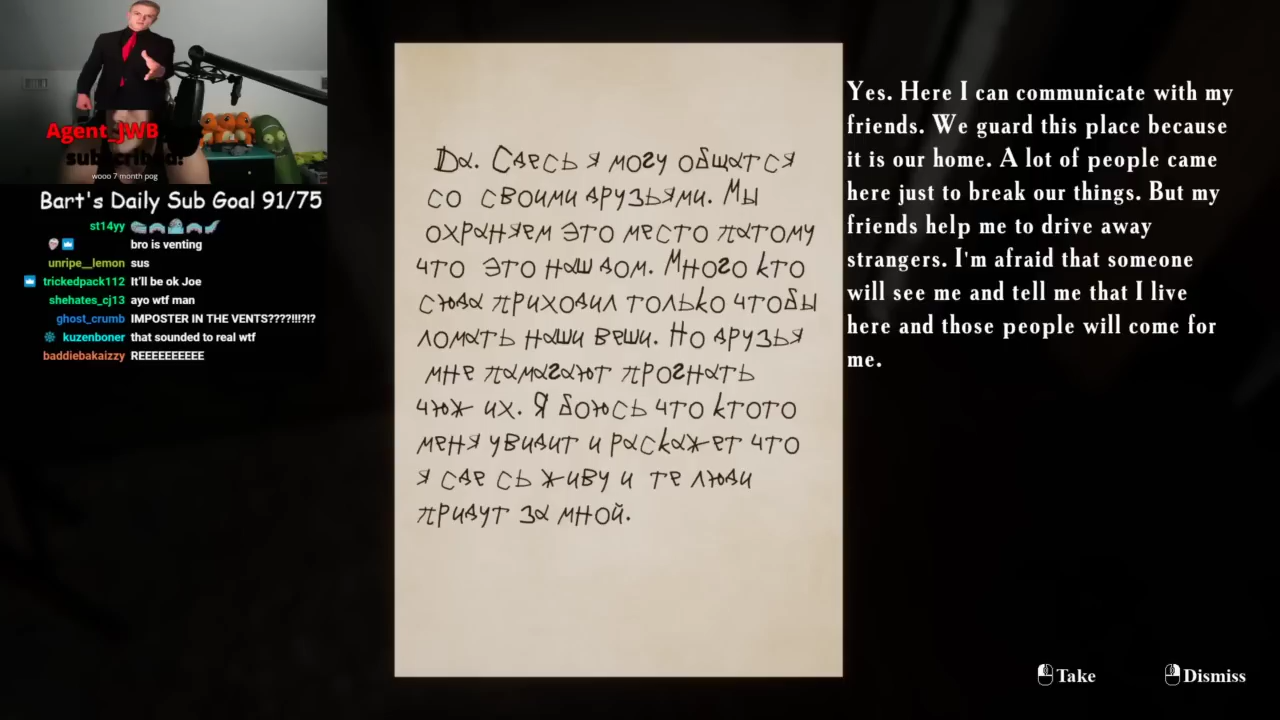 Agent_JWB
subscribed!
wooo 7 month pog
Bart's Daily Sub Goal 91/75
st14yy
bro is venting
unripe__lemon sus
trickedpack112 It'll be ok Joe
shehates_cj13 ayo wtf man
ghost_crumb IMPOSTER IN THE VENTS????!!!?!?
kuzenboner that sounded to real wtf
baddiebakaizzy REEEEEEEEEE
Да. Сдесь я могу общатся
со своими друзьями. Мы
охраняем это место патому
что это наш дом. Много кто
сюда приходил только чтобы
ломать наши веши. Но друзья
мне памагают прогнать
чюж их. Я боюсь что ктото
меня увидит и раскажет что
я сде сь живу и те люди
придут за мной.
Yes. Here I can communicate with my
friends. We guard this place because
it is our home. A lot of people came
here just to break our things. But my
friends help me to drive away
strangers. I'm afraid that someone
will see me and tell me that I live
here and those people will come for
me.
Take
Dismiss